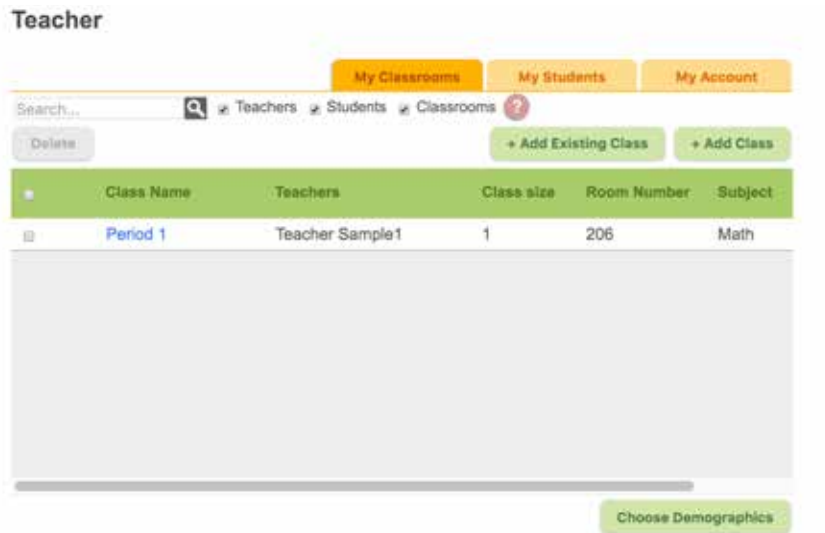 Teacher
My Classrooms My Students My Account
Search... Teachers Students Classrooms ?
Delete + Add Existing Class + Add Class
Class Name Teachers Class size Room Number Subject
Period 1 Teacher Sample1 1 206 Math
Choose Demographics